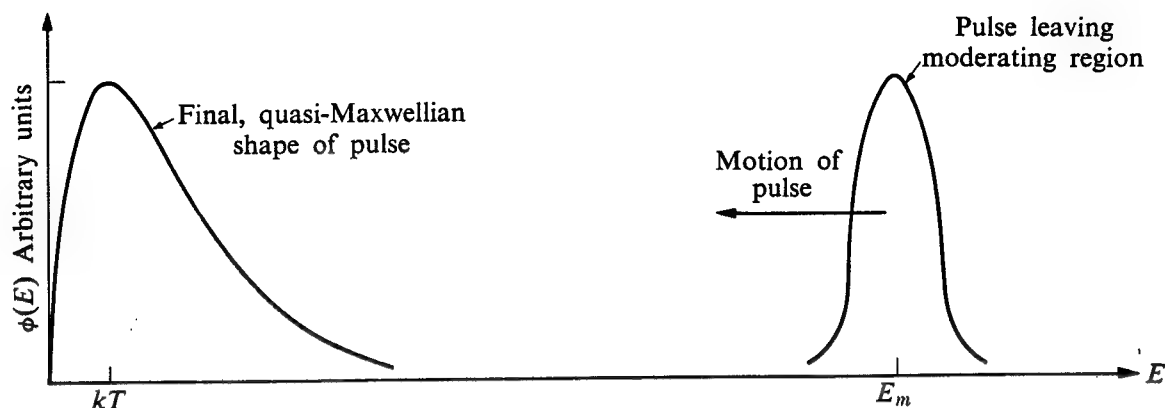 Pulse leaving
moderating region
Final, quasi-Maxwellian
shape of pulse
Motion of
pulse
ϕ(E) Arbitrary units
kT
E_m
E